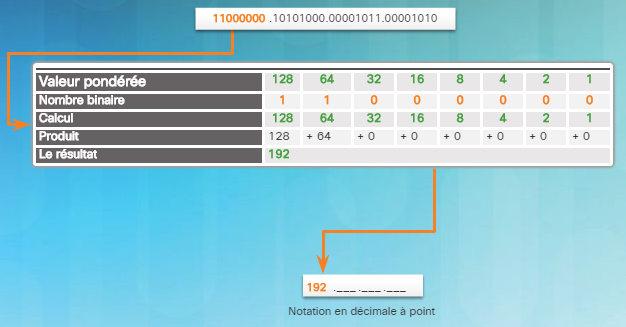 11000000 .10101000.00001011.00001010
Valeur pondérée 128 64 32 16 8 4 2 1
Nombre binaire 1 1 0 0 0 0 0 0
Calcul 128 64 32 16 8 4 2 1
Produit 128 + 64 + 0 + 0 + 0 + 0 + 0 + 0
Le résultat 192
192 .___.___.___
Notation en décimale à point